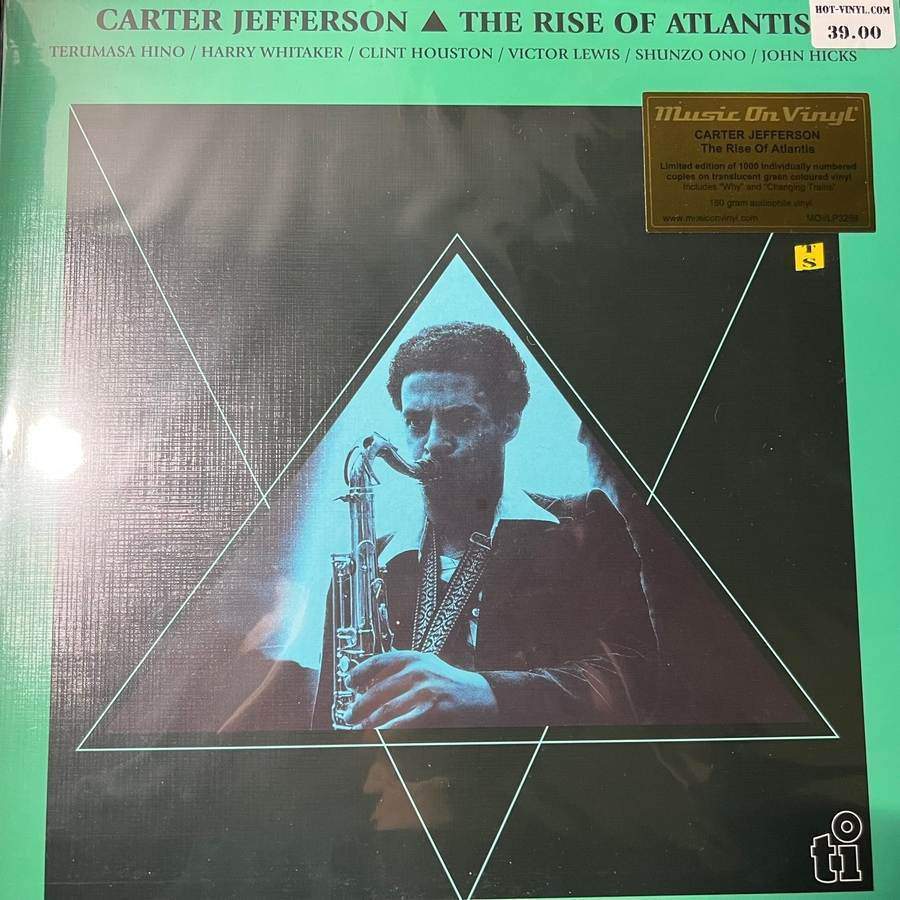 CARTER JEFFERSON ▲ THE RISE OF ATLANTIS
HOT-VINYL.COM
39.00
TERUMASA HINO / HARRY WHITAKER / CLINT HOUSTON / VICTOR LEWIS / SHUNZO ONO / JOHN HICKS
Music On Vinyl
CARTER JEFFERSON
The Rise Of Atlantis
Limited edition of 1000 individually numbered
copies on translucent green coloured vinyl
Includes "Why" and "Changing Trains"
180 gram audiophile vinyl
www.musiconvinyl.com
T
S
tio